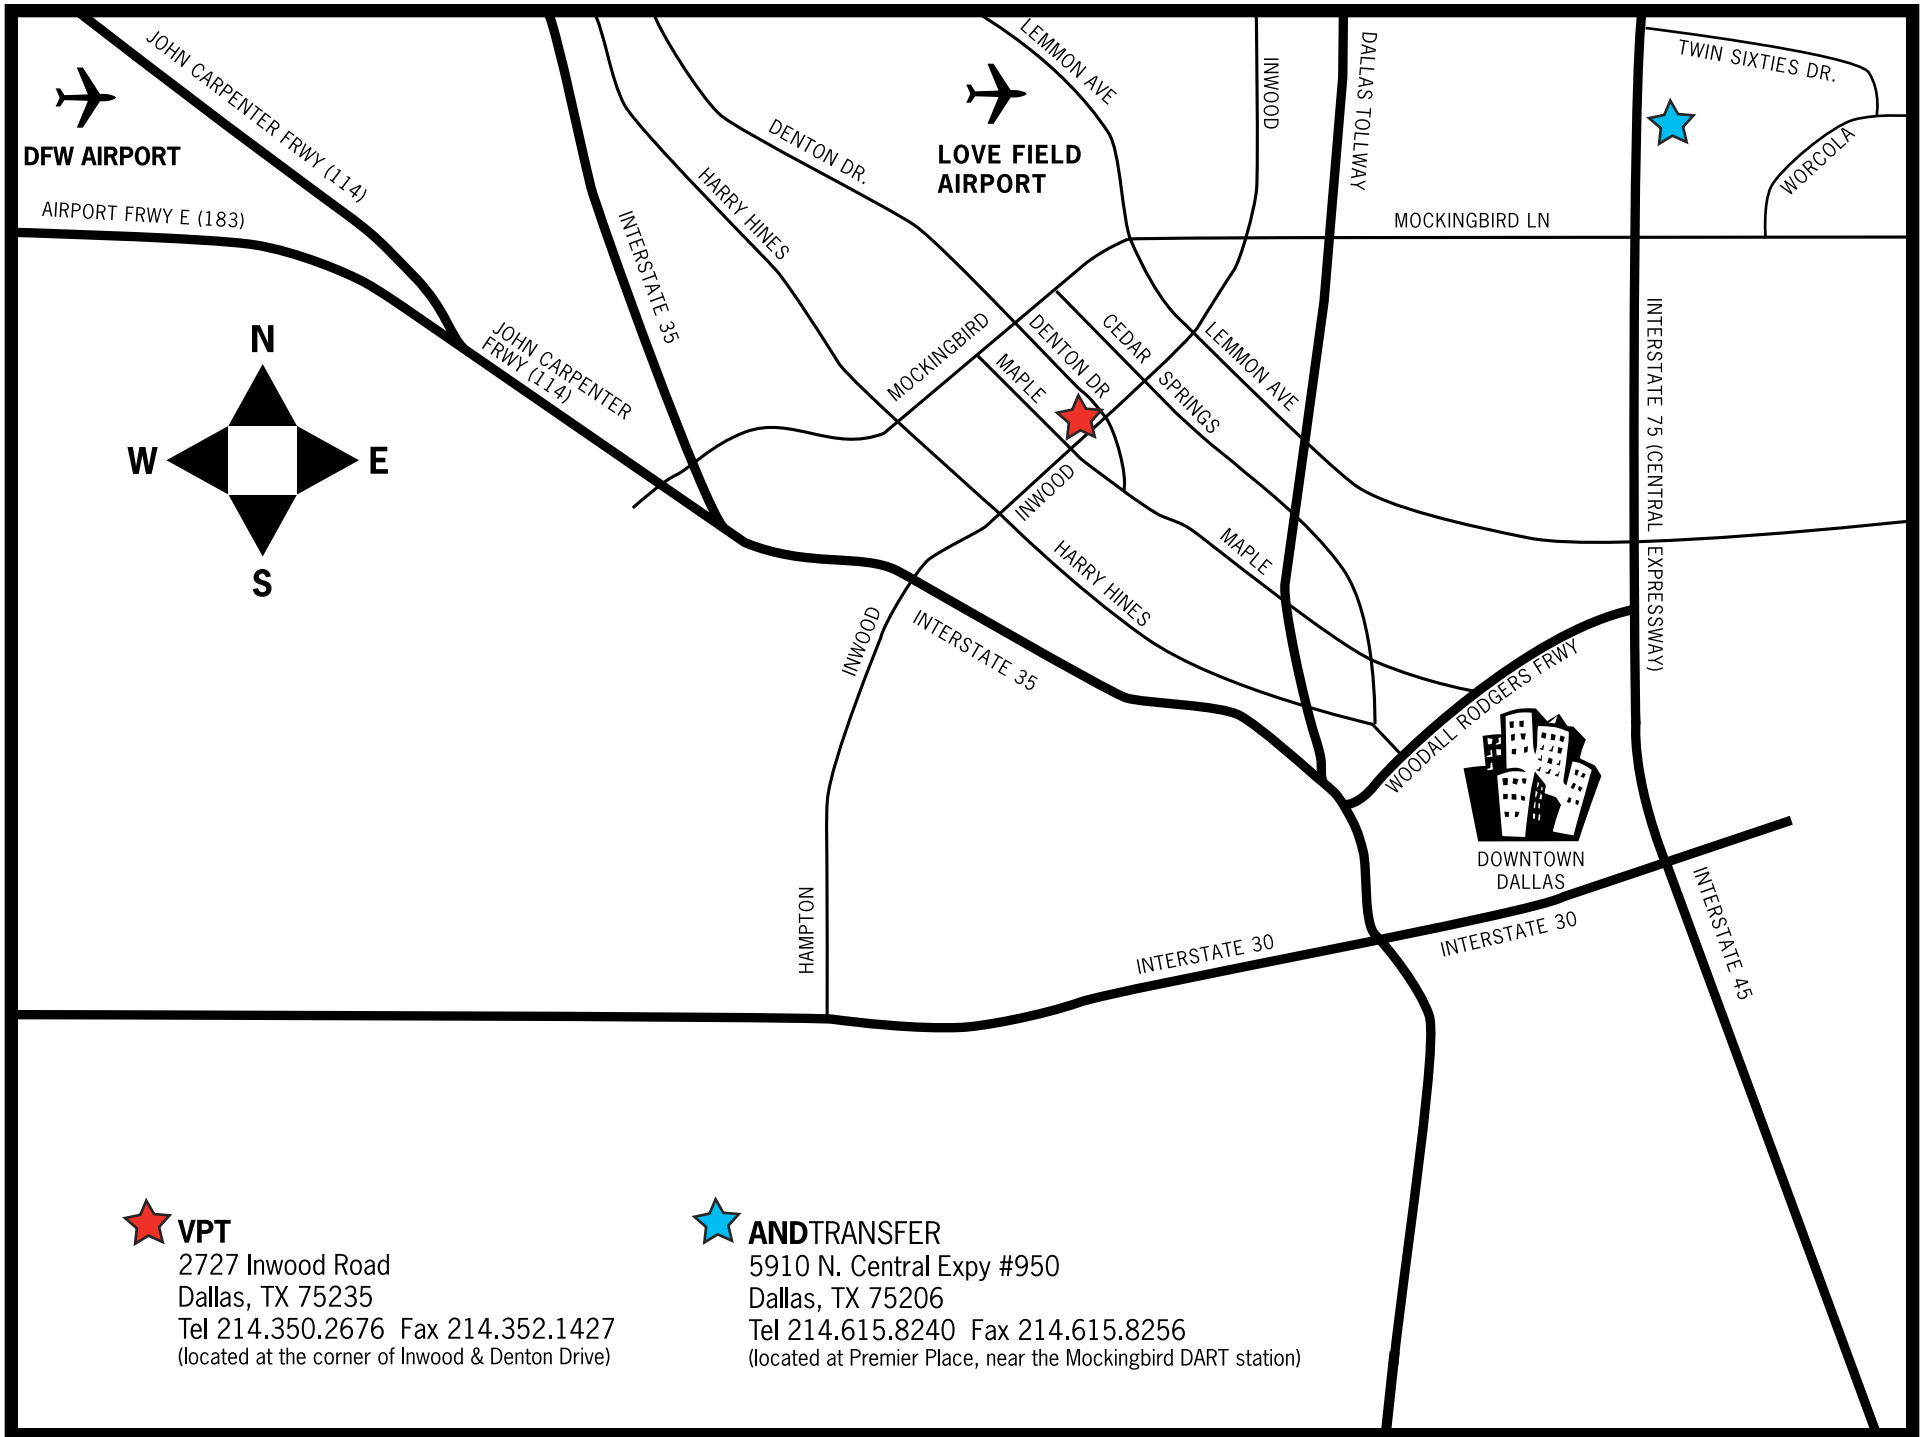 JOHN CARPENTER FRWY (114)
DFW AIRPORT
AIRPORT FRWY E (183)
JOHN CARPENTER
FRWY (114)
INTERSTATE 35
HARRY HINES
DENTON DR.
LOVE FIELD
AIRPORT
LEMMON AVE
INWOOD
DALLAS TOLLWAY
TWIN SIXTIES DR.
WORCOLA
MOCKINGBIRD LN
MOCKINGBIRD
MAPLE
DENTON DR
CEDAR SPRINGS
LEMMON AVE
INWOOD
INTERSTATE 75 (CENTRAL EXPRESSWAY)
N
W
E
S
MAPLE
HARRY HINES
INWOOD
INTERSTATE 35
WOODALL RODGERS FRWY
DOWNTOWN
DALLAS
HAMPTON
INTERSTATE 30
INTERSTATE 30
INTERSTATE 45
VPT
2727 Inwood Road
Dallas, TX 75235
Tel 214.350.2676 Fax 214.352.1427
(located at the corner of Inwood & Denton Drive)
ANDTRANSFER
5910 N. Central Expy #950
Dallas, TX 75206
Tel 214.615.8240 Fax 214.615.8256
(located at Premier Place, near the Mockingbird DART station)